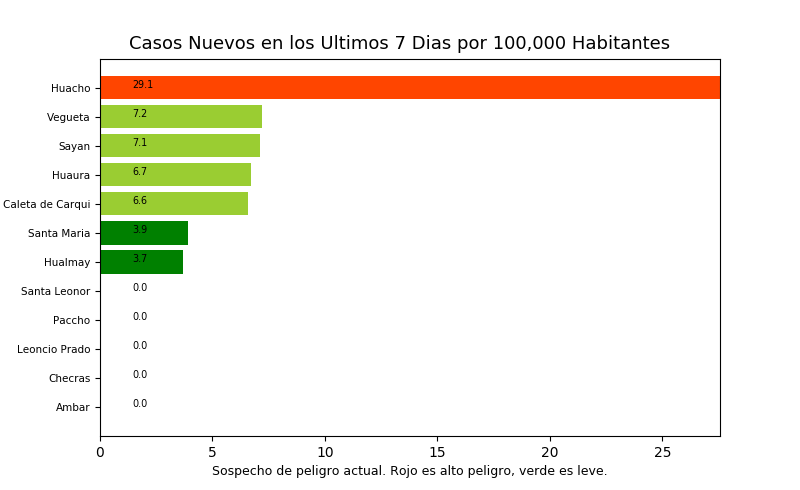 Casos Nuevos en los Ultimos 7 Dias por 100,000 Habitantes
Huacho 29.1
Vegueta 7.2
Sayan 7.1
Huaura 6.7
Caleta de Carqui 6.6
Santa Maria 3.9
Hualmay 3.7
Santa Leonor 0.0
Paccho 0.0
Leoncio Prado 0.0
Checras 0.0
Ambar 0.0
0 5 10 15 20 25
Sospecho de peligro actual. Rojo es alto peligro, verde es leve.